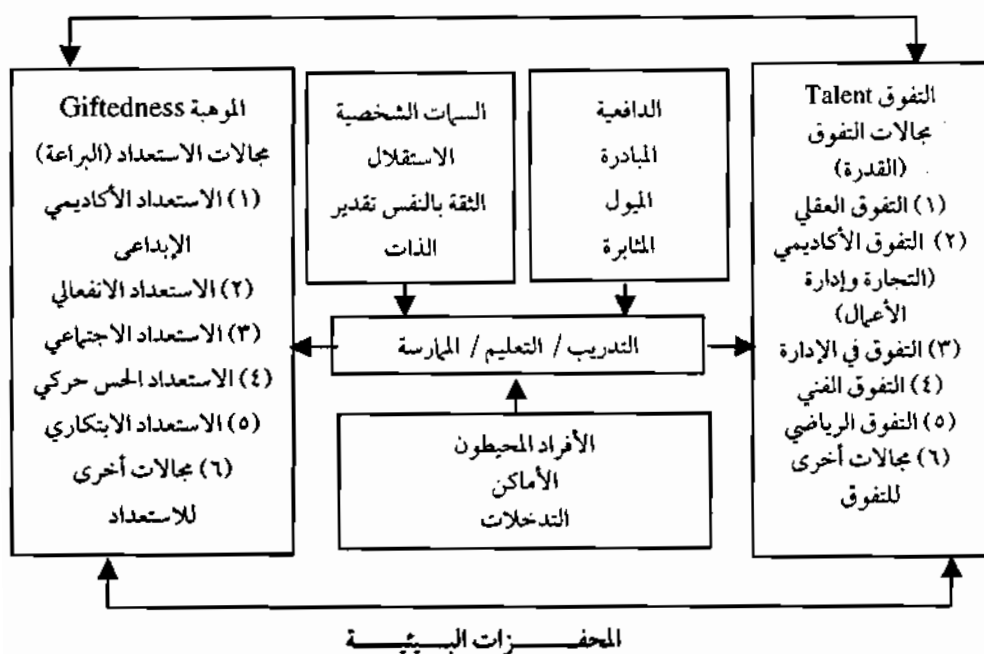 الموهبة Giftedness
مجالات الاستعداد (البراعة)
(١) الاستعداد الأكاديمي
الإبداعى
(٢) الاستعداد الانفعالي
(٣) الاستعداد الاجتماعي
(٤) الاستعداد الحس حركي
(٥) الاستعداد الابتكاري
(٦) مجالات أخرى
للاستعداد
السمات الشخصية
الاستقلال
الثقة بالنفس تقدير
الذات
الدافعية
المبادرة
الميول
المثابرة
التفوق Talent
مجالات التفوق
(القدرة)
(١) التفوق العقلي
(٢) التفوق الأكاديمي
(التجارة وإدارة
الأعمال)
(٣) التفوق في الإدارة
(٤) التفوق الفني
(٥) التفوق الرياضي
(٦) مجالات أخرى
للتفوق
التدريب / التعليم / الممارسة
الأفراد المحيطون
الأماكن
التدخلات
المحفزات البيئية